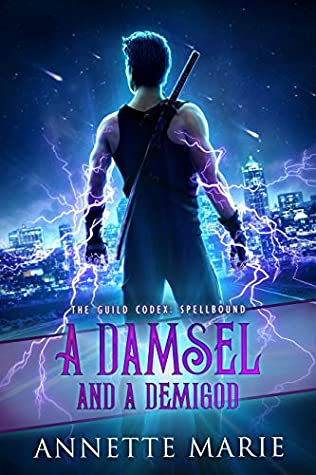 THE GUILD CODEX: SPELLBOUND
A DAMSEL
AND A DEMIGOD
ANNETTE MARIE